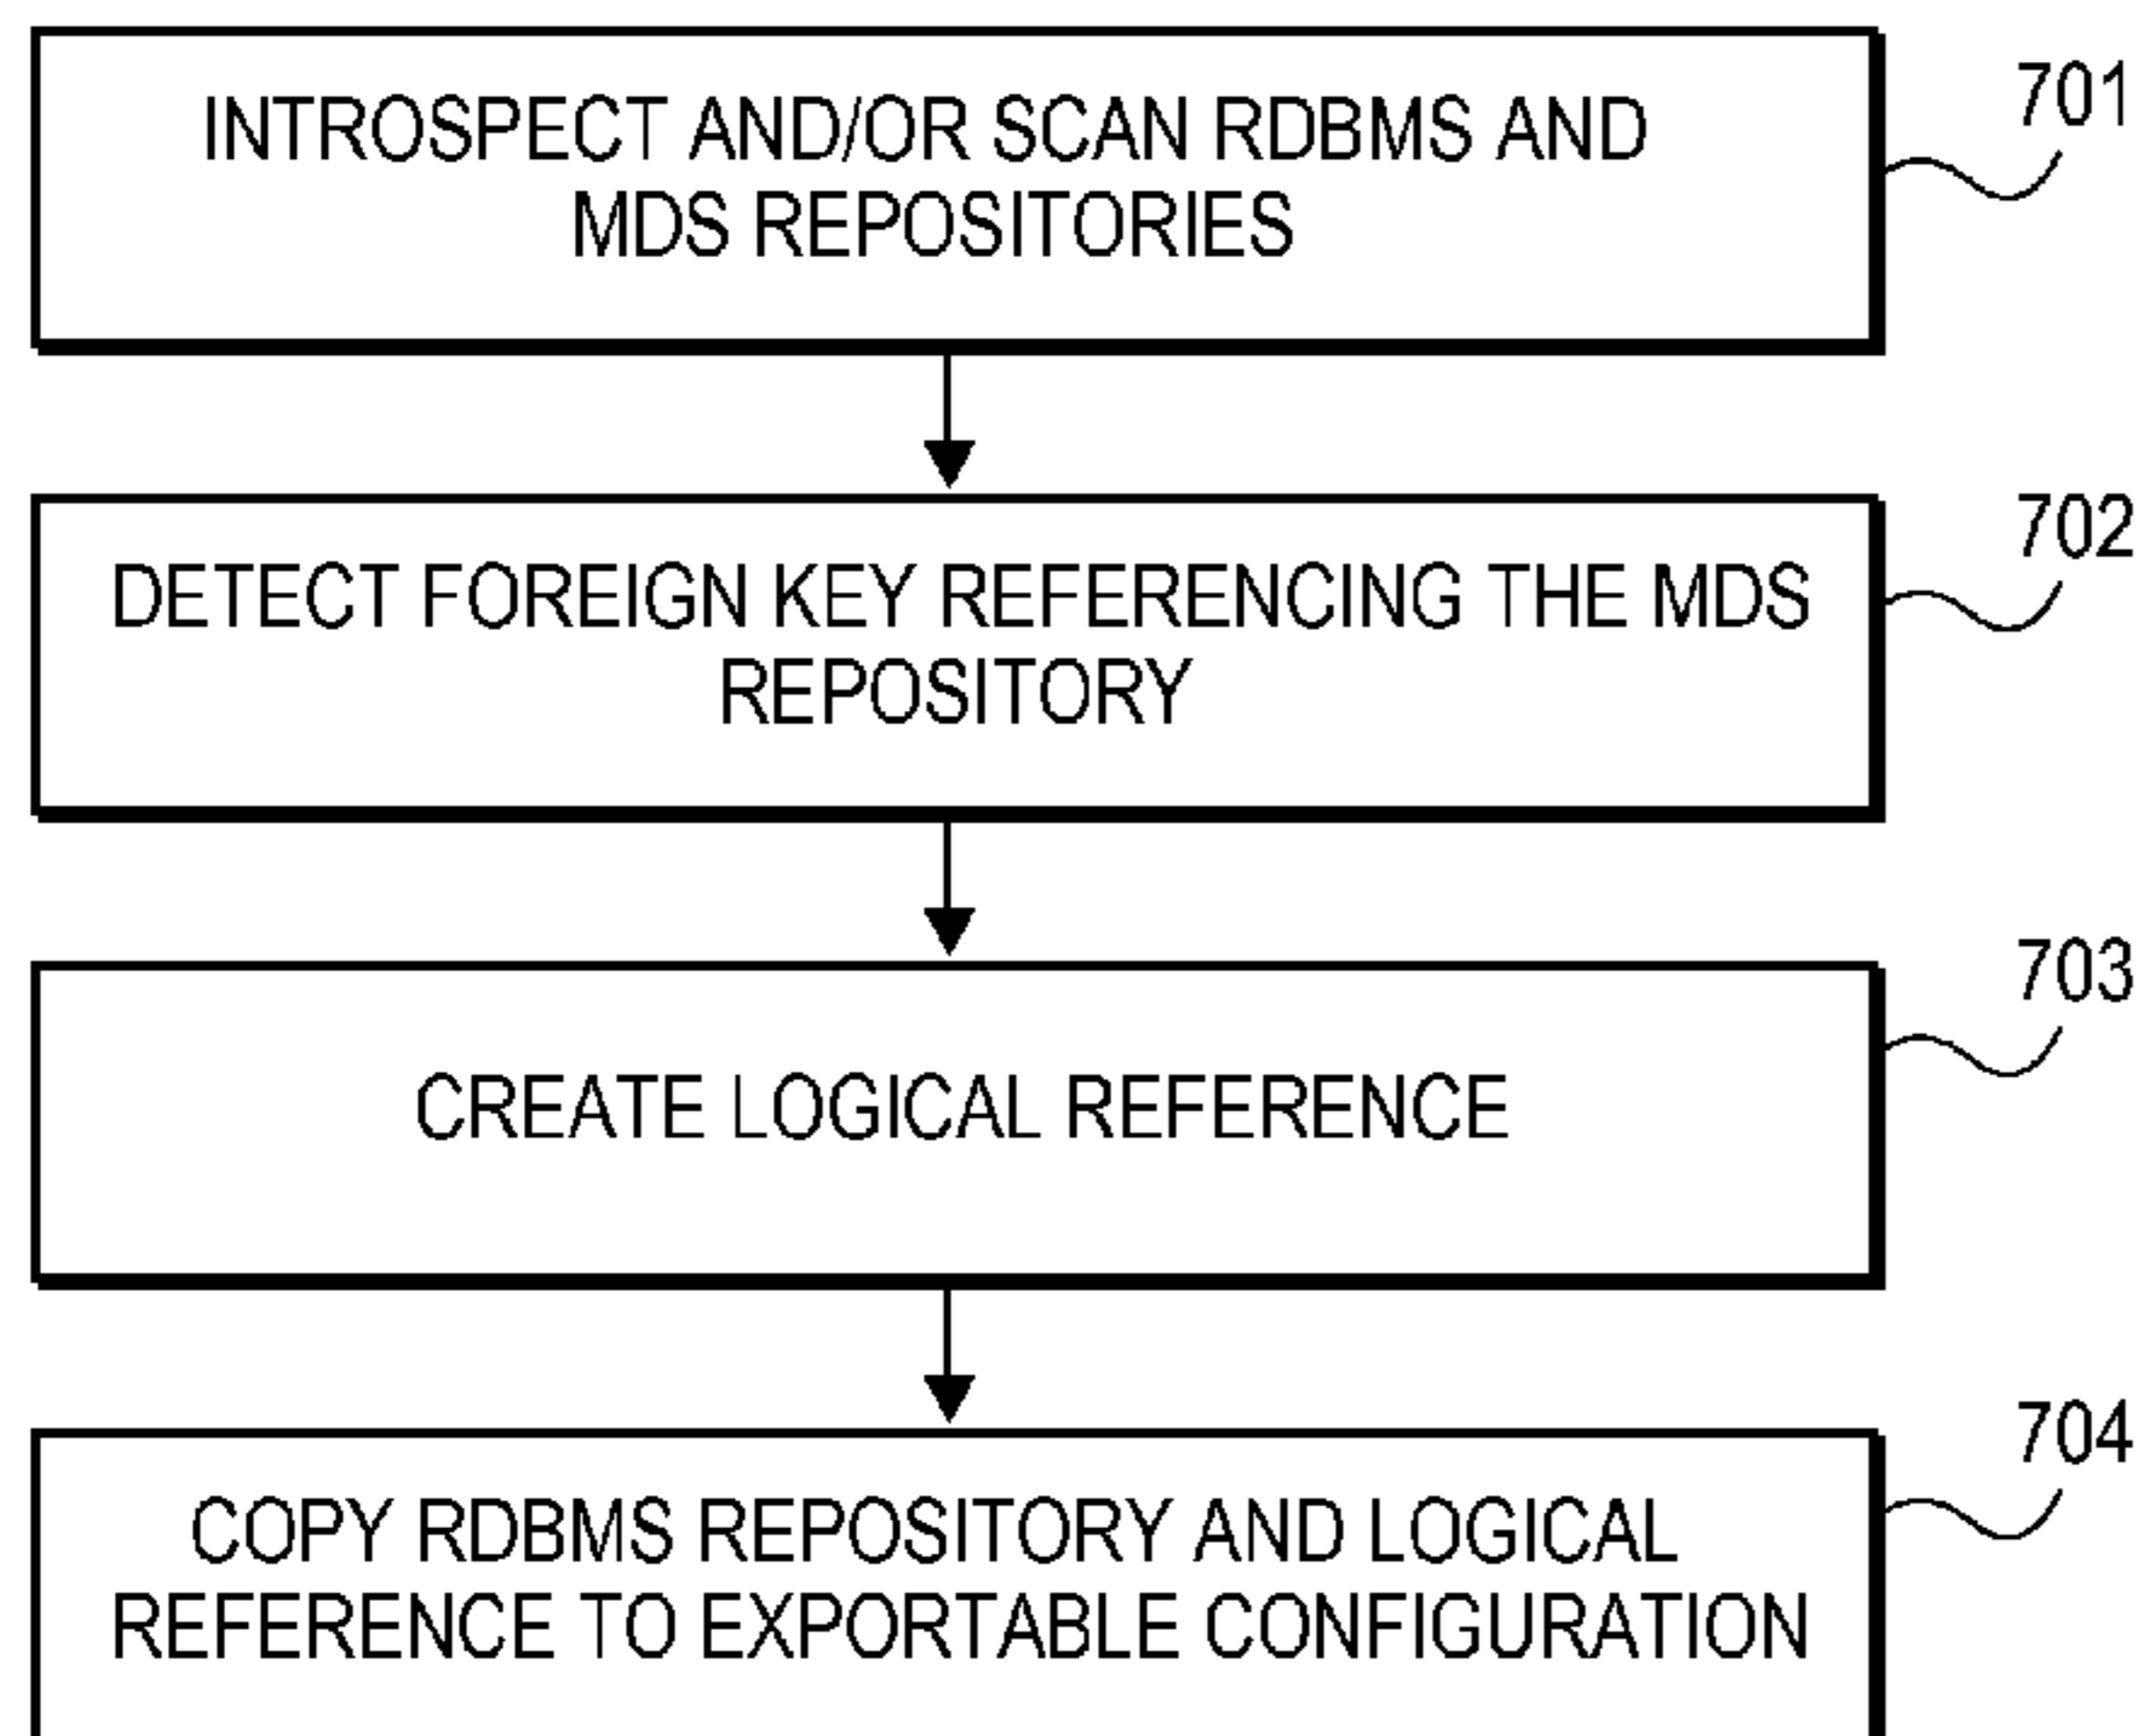 INTROSPECT AND/OR SCAN RDBMS AND
MDS REPOSITORIES
701
DETECT FOREIGN KEY REFERENCING THE MDS
REPOSITORY
702
CREATE LOGICAL REFERENCE
703
COPY RDBMS REPOSITORY AND LOGICAL
REFERENCE TO EXPORTABLE CONFIGURATION
704